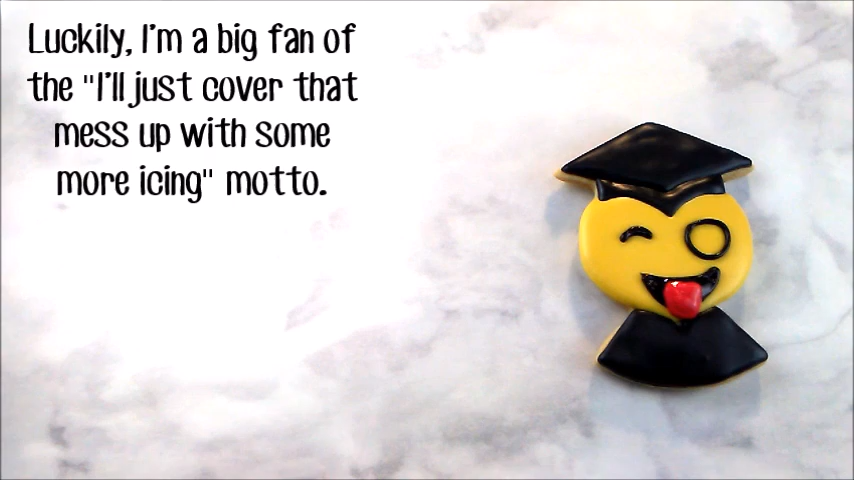 Luckily, I'm a big fan of
the "I'll just cover that
mess up with some
more icing" motto.